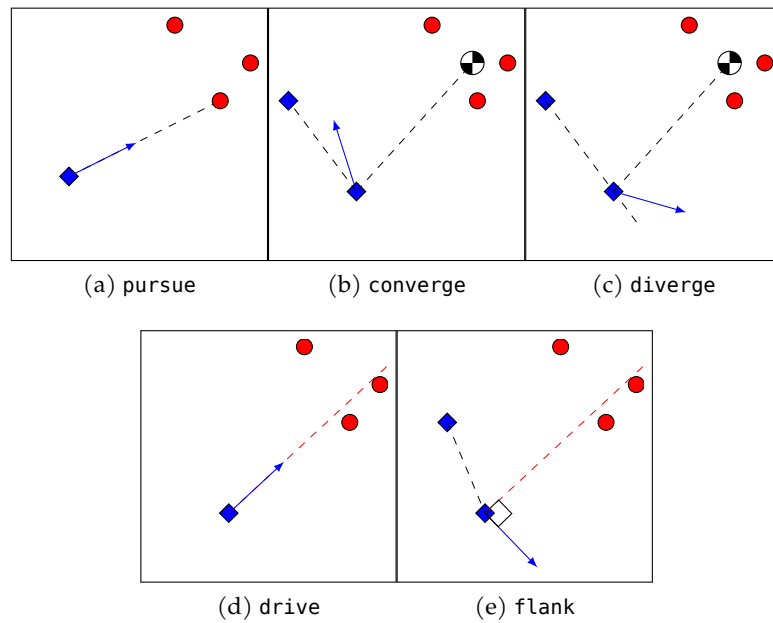 (a) pursue
(b) converge
(c) diverge
(d) drive
(e) flank